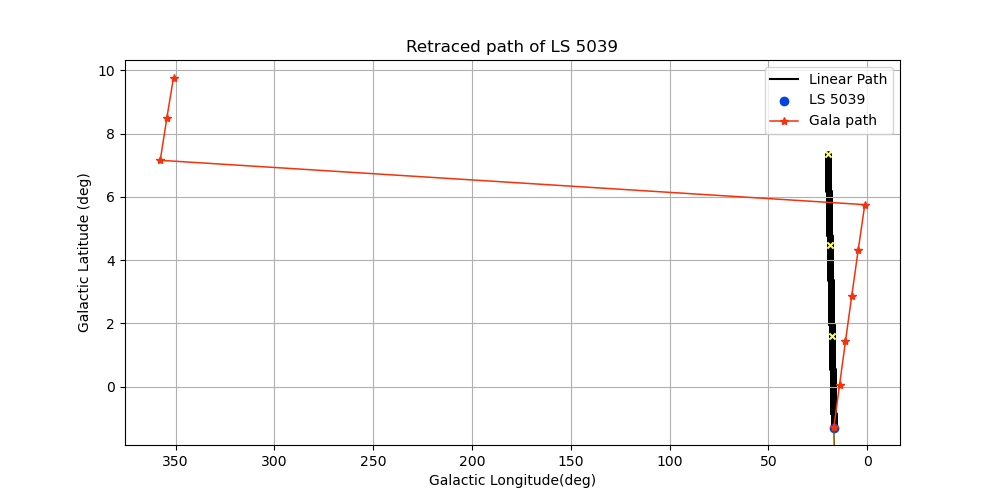 Retraced path of LS 5039
Linear Path
LS 5039
Gala path
Galactic Latitude (deg)
10
8
6
4
2
0
350
300
250
200
150
100
50
0
Galactic Longitude(deg)